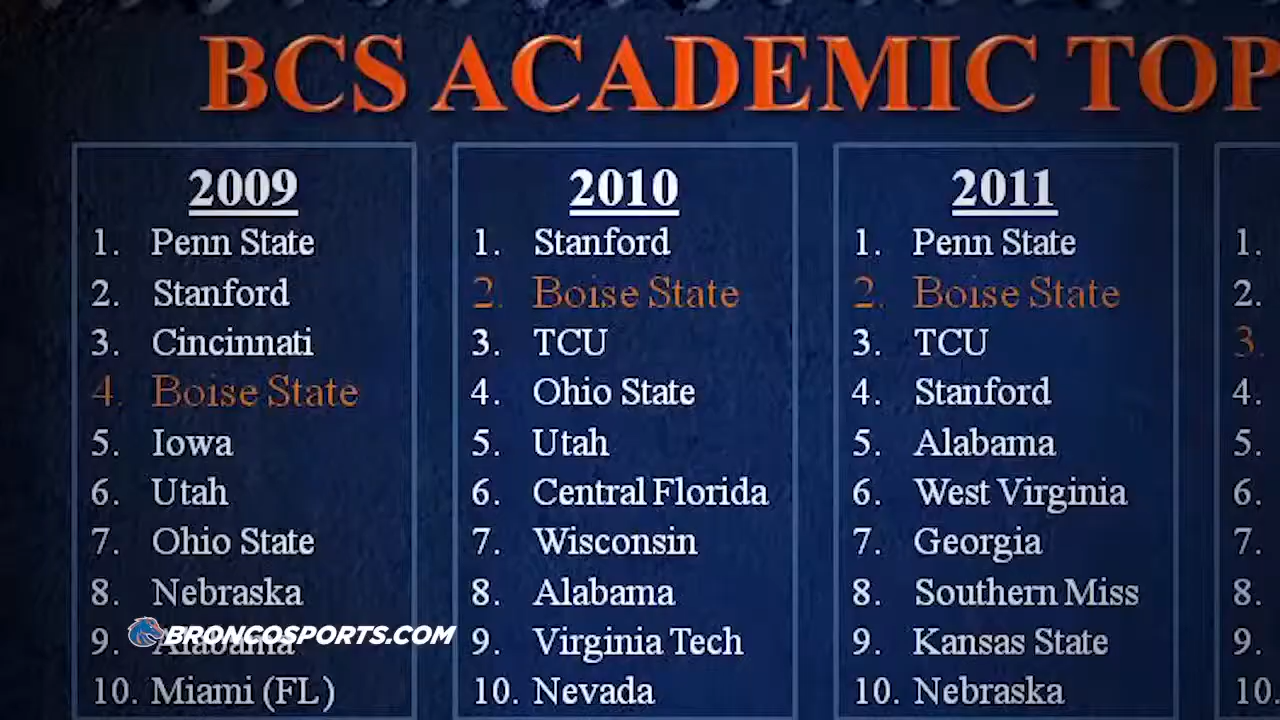 BCS ACADEMIC TOP
2009
1. Penn State
2. Stanford
3. Cincinnati
4. Boise State
5. Iowa
6. Utah
7. Ohio State
8. Nebraska
9. Alabama
10. Miami (FL)
2010
1. Stanford
2. Boise State
3. TCU
4. Ohio State
5. Utah
6. Central Florida
7. Wisconsin
8. Alabama
9. Virginia Tech
10. Nevada
2011
1. Penn State
2. Boise State
3. TCU
4. Stanford
5. Alabama
6. West Virginia
7. Georgia
8. Southern Miss
9. Kansas State
10. Nebraska
1.
2.
3.
4.
5.
6.
7.
8.
9.
10.
BRONCOSPORTS.COM